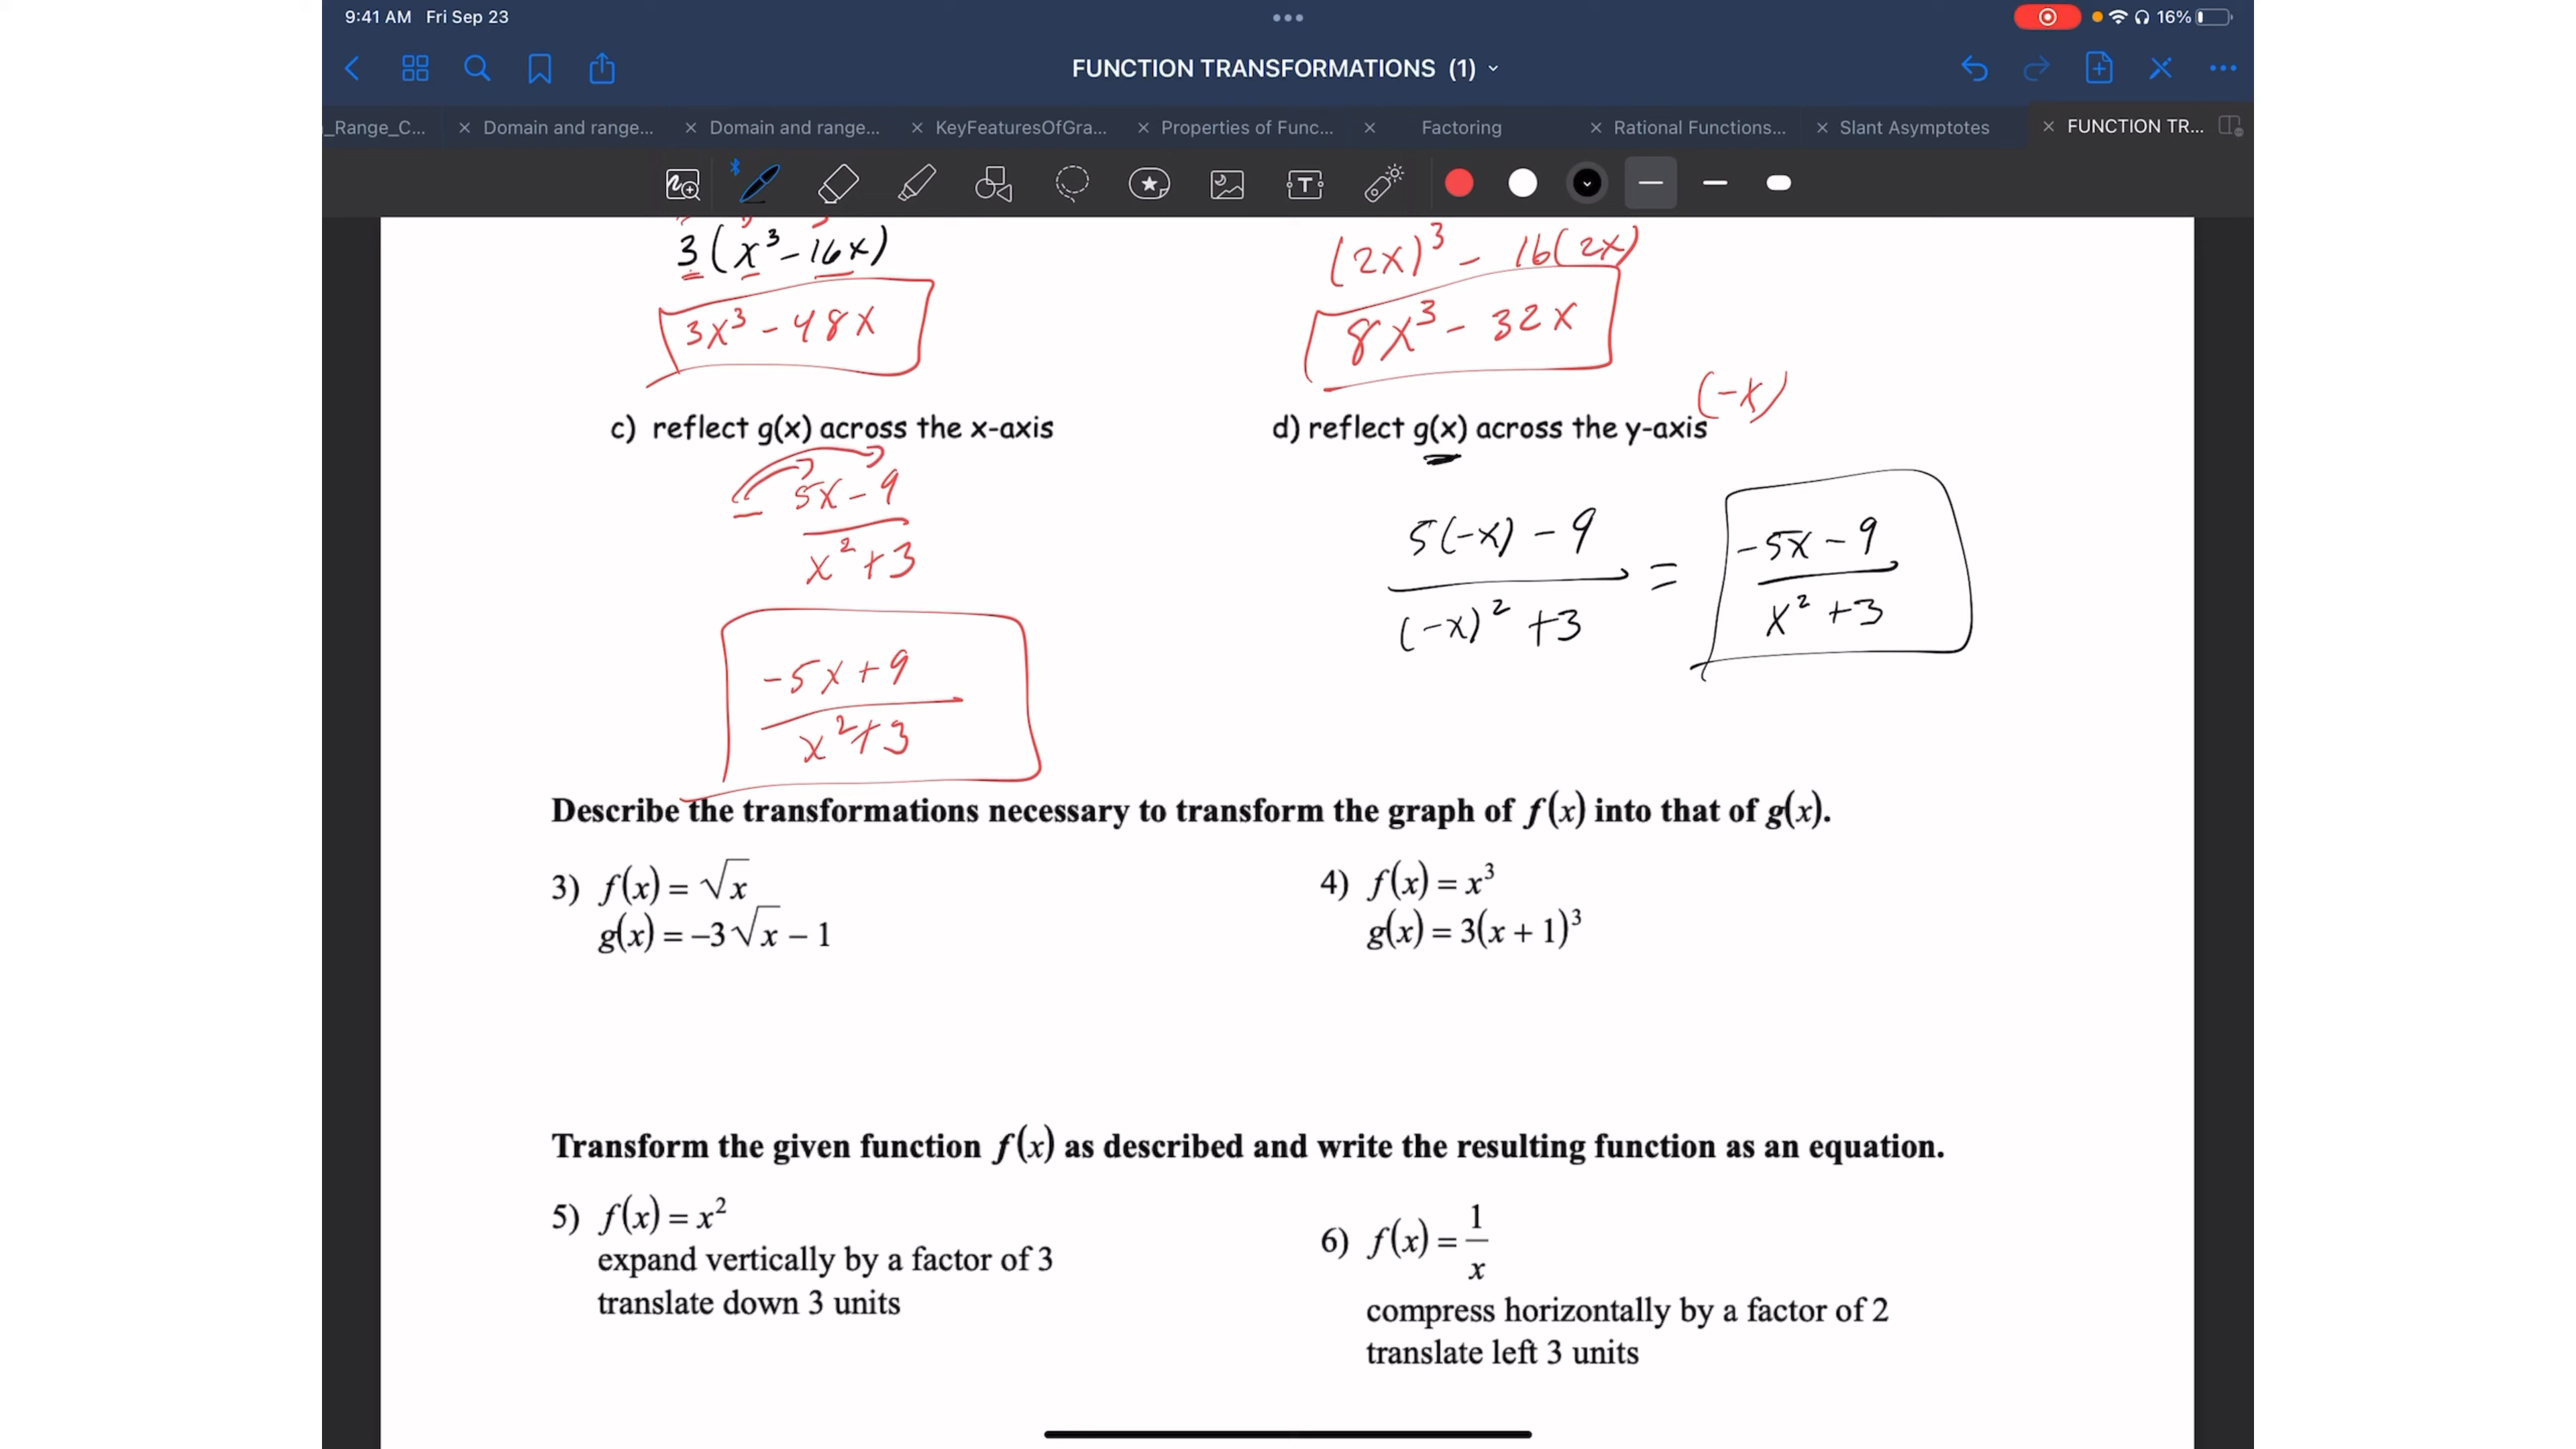 9:41 AM Fri Sep 23
16%
FUNCTION TRANSFORMATIONS (1)
_Range_C...
Domain and range...
Domain and range...
KeyFeaturesOfGra...
Properties of Func...
Factoring
Rational Functions...
Slant Asymptotes
FUNCTION TR...
3(x³-16x)
3x³-48x
(2x)³ - 16(2x)
8x³ - 32x
c) reflect g(x) across the x-axis
- 5x-9
x²+3
-5x+9
x²+3
d) reflect g(x) across the y-axis (-x)
5(-x) - 9
(-x)² +3
=
-5x-9
x²+3
Describe the transformations necessary to transform the graph of f(x) into that of g(x).
3) f(x) = √x
g(x) = –3√x – 1
4) f(x) = x³
g(x) = 3(x + 1)³
Transform the given function f(x) as described and write the resulting function as an equation.
5) f(x) = x²
expand vertically by a factor of 3
translate down 3 units
6) f(x) = 1/x
compress horizontally by a factor of 2
translate left 3 units